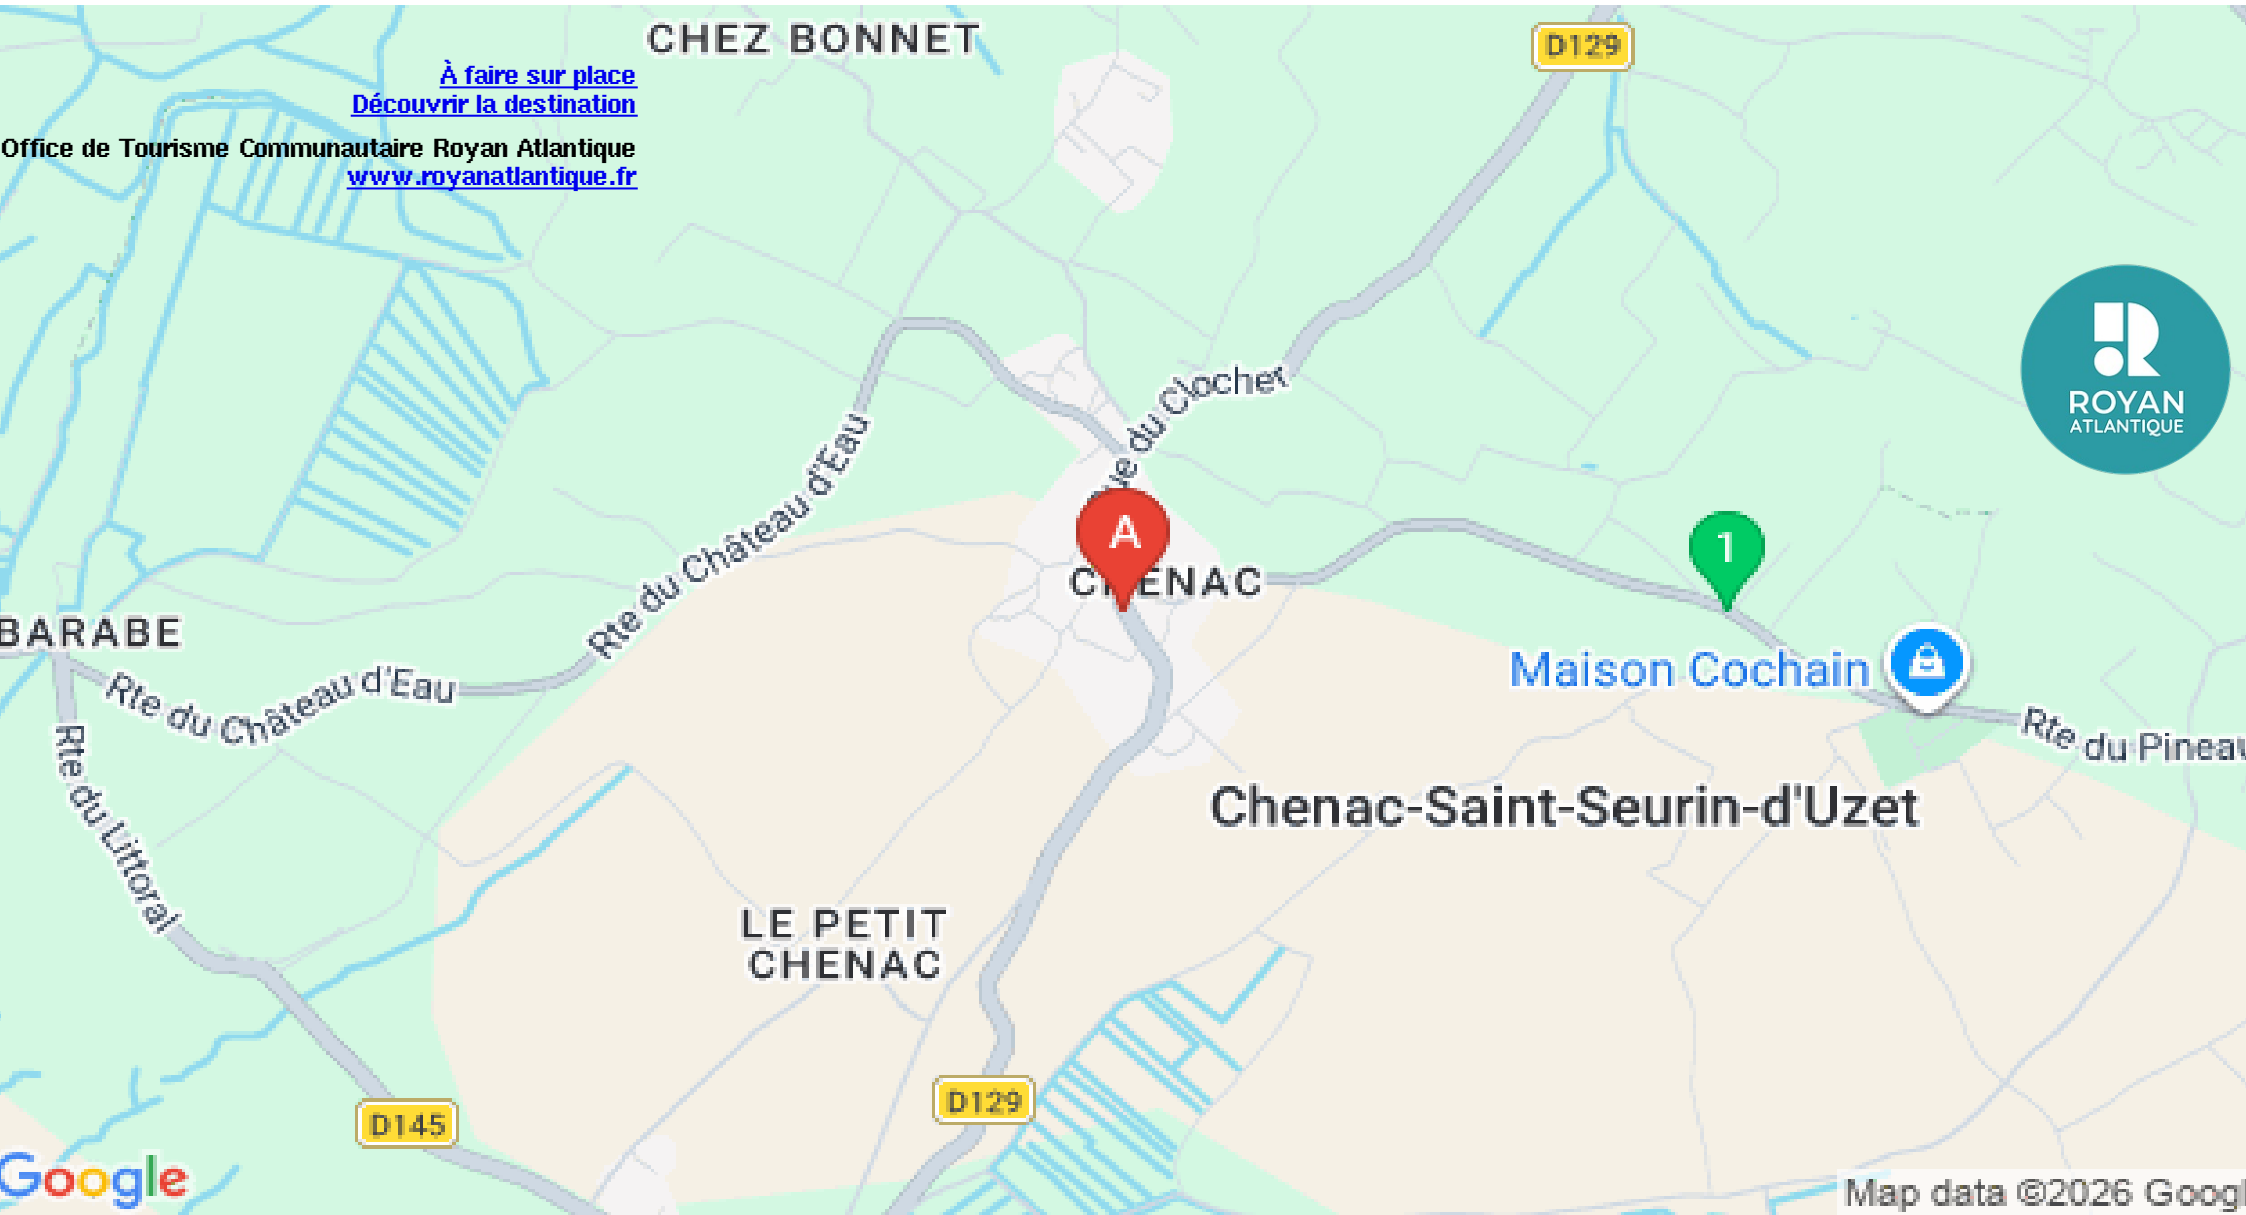 CHEZ BONNET
D129
À faire sur place
Découvrir la destination
Office de Tourisme Communautaire Royan Atlantique
www.royanatlantique.fr
ROYAN
ATLANTIQUE
du Clocher
Rte du Château d'Eau
A
1
CHENAC
BARABE
Maison Cochain
Rte du Château d'Eau
Rte du Pineau
Rte du Littoral
Chenac-Saint-Seurin-d'Uzet
LE PETIT
CHENAC
D129
D145
Google
Map data ©2026 Google